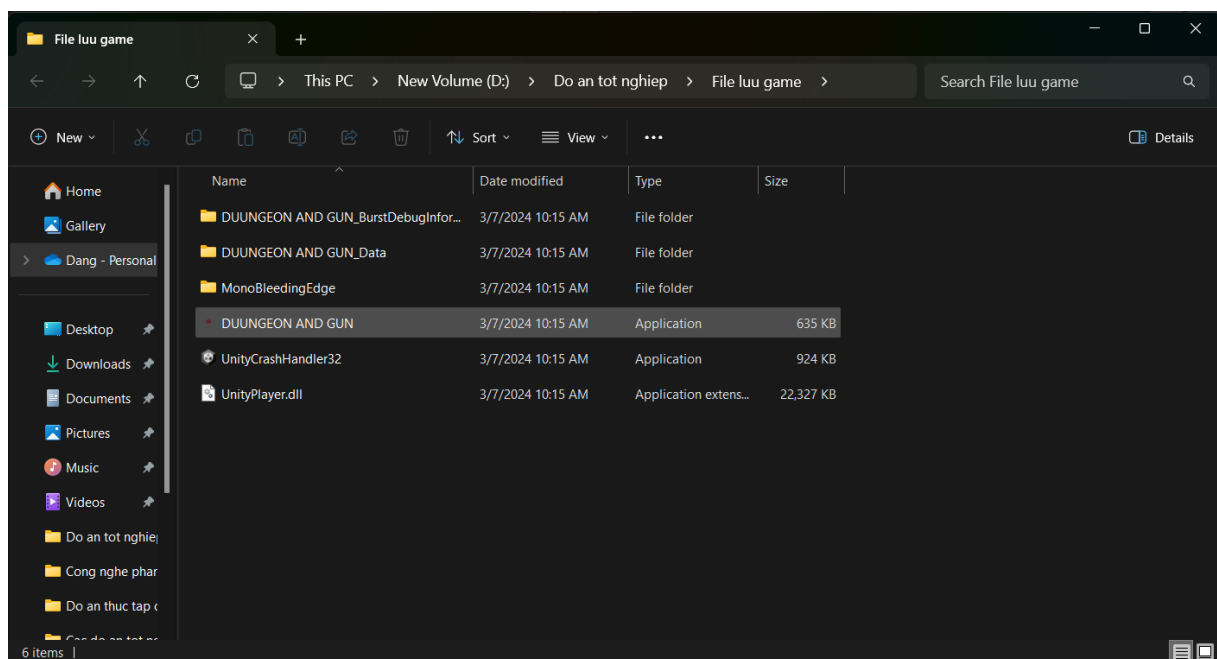 File luu game
This PC > New Volume (D:) > Do an tot nghiep > File luu game >
Search File luu game
New Sort View ... Details
Name Date modified Type Size
Home
Gallery
Dang - Personal
Desktop
Downloads
Documents
Pictures
Music
Videos
Do an tot nghie
Cong nghe phar
Do an thuc tap
DUUNGEON AND GUN_BurstDebugInfor... 3/7/2024 10:15 AM File folder
DUUNGEON AND GUN_Data 3/7/2024 10:15 AM File folder
MonoBleedingEdge 3/7/2024 10:15 AM File folder
DUUNGEON AND GUN 3/7/2024 10:15 AM Application 635 KB
UnityCrashHandler32 3/7/2024 10:15 AM Application 924 KB
UnityPlayer.dll 3/7/2024 10:15 AM Application extens... 22,327 KB
6 items